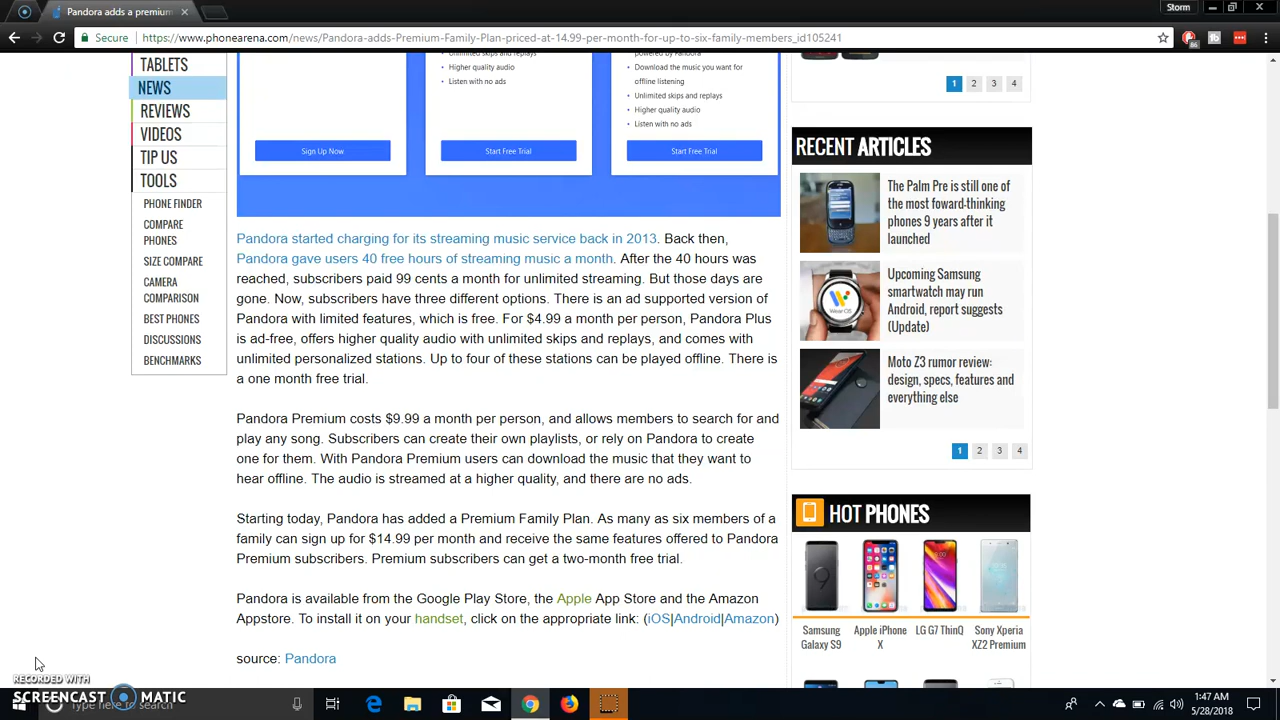 Pandora adds a premium
Storm
Secure
https://www.phonearena.com/news/Pandora-adds-Premium-Family-Plan-priced-at-14.99-per-month-for-up-to-six-family-members_id105241
TABLETS
NEWS
REVIEWS
VIDEOS
TIP US
TOOLS
PHONE FINDER
COMPARE
PHONES
SIZE COMPARE
CAMERA
COMPARISON
BEST PHONES
DISCUSSIONS
BENCHMARKS
Unlimited skips and replays
• Higher quality audio
• Listen with no ads
powered by Pandora
• Download the music you want for
offline listening
• Unlimited skips and replays
• Higher quality audio
• Listen with no ads
Sign Up Now
Start Free Trial
Start Free Trial
Pandora started charging for its streaming music service back in 2013. Back then,
Pandora gave users 40 free hours of streaming music a month. After the 40 hours was
reached, subscribers paid 99 cents a month for unlimited streaming. But those days are
gone. Now, subscribers have three different options. There is an ad supported version of
Pandora with limited features, which is free. For $4.99 a month per person, Pandora Plus
is ad-free, offers higher quality audio with unlimited skips and replays, and comes with
unlimited personalized stations. Up to four of these stations can be played offline. There is
a one month free trial.
Pandora Premium costs $9.99 a month per person, and allows members to search for and
play any song. Subscribers can create their own playlists, or rely on Pandora to create
one for them. With Pandora Premium users can download the music that they want to
hear offline. The audio is streamed at a higher quality, and there are no ads.
Starting today, Pandora has added a Premium Family Plan. As many as six members of a
family can sign up for $14.99 per month and receive the same features offered to Pandora
Premium subscribers. Premium subscribers can get a two-month free trial.
Pandora is available from the Google Play Store, the Apple App Store and the Amazon
Appstore. To install it on your handset, click on the appropriate link: (iOS|Android|Amazon)
source: Pandora
1 2 3 4
RECENT ARTICLES
The Palm Pre is still one of
the most foward-thinking
phones 9 years after it
launched
Wear OS
Upcoming Samsung
smartwatch may run
Android, report suggests
(Update)
Moto Z3 rumor review:
design, specs, features and
everything else
1 2 3 4
HOT PHONES
Samsung
Galaxy S9
Apple iPhone
X
LG G7 ThinQ
Sony Xperia
XZ2 Premium
RECORDED WITH
SCREENCAST MATIC
Type here to search
1:47 AM
5/28/2018